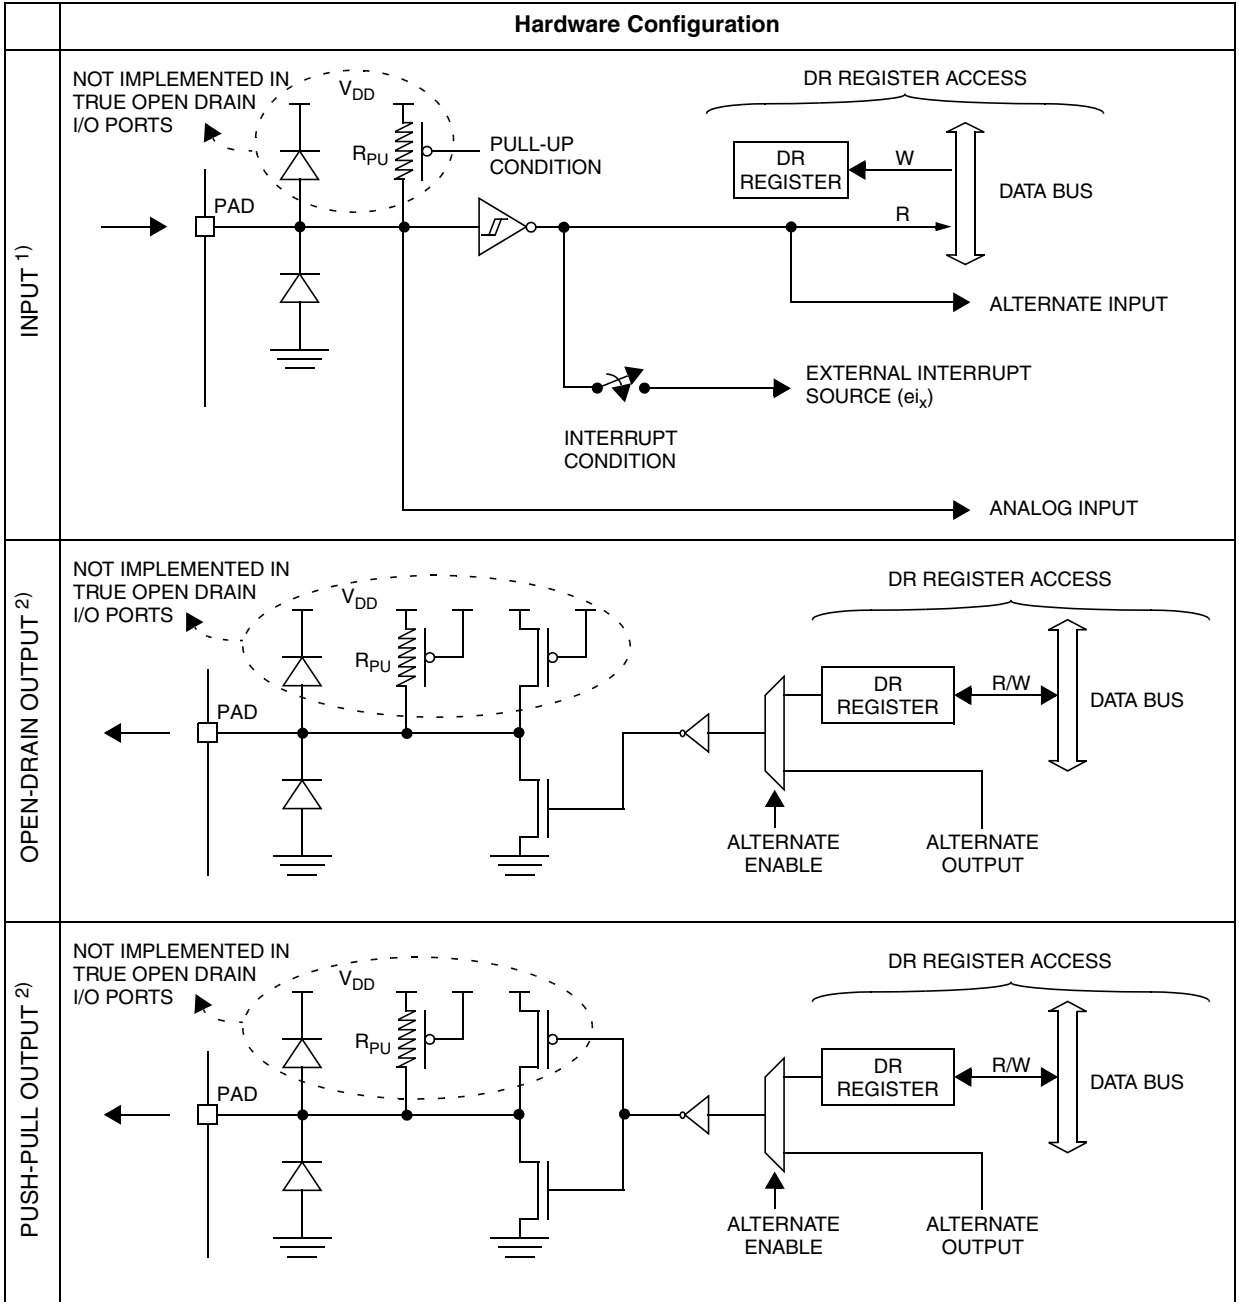 Hardware Configuration
INPUT 1)
NOT IMPLEMENTED IN
TRUE OPEN DRAIN
I/O PORTS
VDD
RPU
PULL-UP
CONDITION
PAD
DR REGISTER ACCESS
DR
REGISTER
W
R
DATA BUS
ALTERNATE INPUT
EXTERNAL INTERRUPT
SOURCE (eix)
INTERRUPT
CONDITION
ANALOG INPUT
OPEN-DRAIN OUTPUT 2)
NOT IMPLEMENTED IN
TRUE OPEN DRAIN
I/O PORTS
VDD
RPU
PAD
DR REGISTER ACCESS
DR
REGISTER
R/W
DATA BUS
ALTERNATE
ENABLE
ALTERNATE
OUTPUT
PUSH-PULL OUTPUT 2)
NOT IMPLEMENTED IN
TRUE OPEN DRAIN
I/O PORTS
VDD
RPU
PAD
DR REGISTER ACCESS
DR
REGISTER
R/W
DATA BUS
ALTERNATE
ENABLE
ALTERNATE
OUTPUT